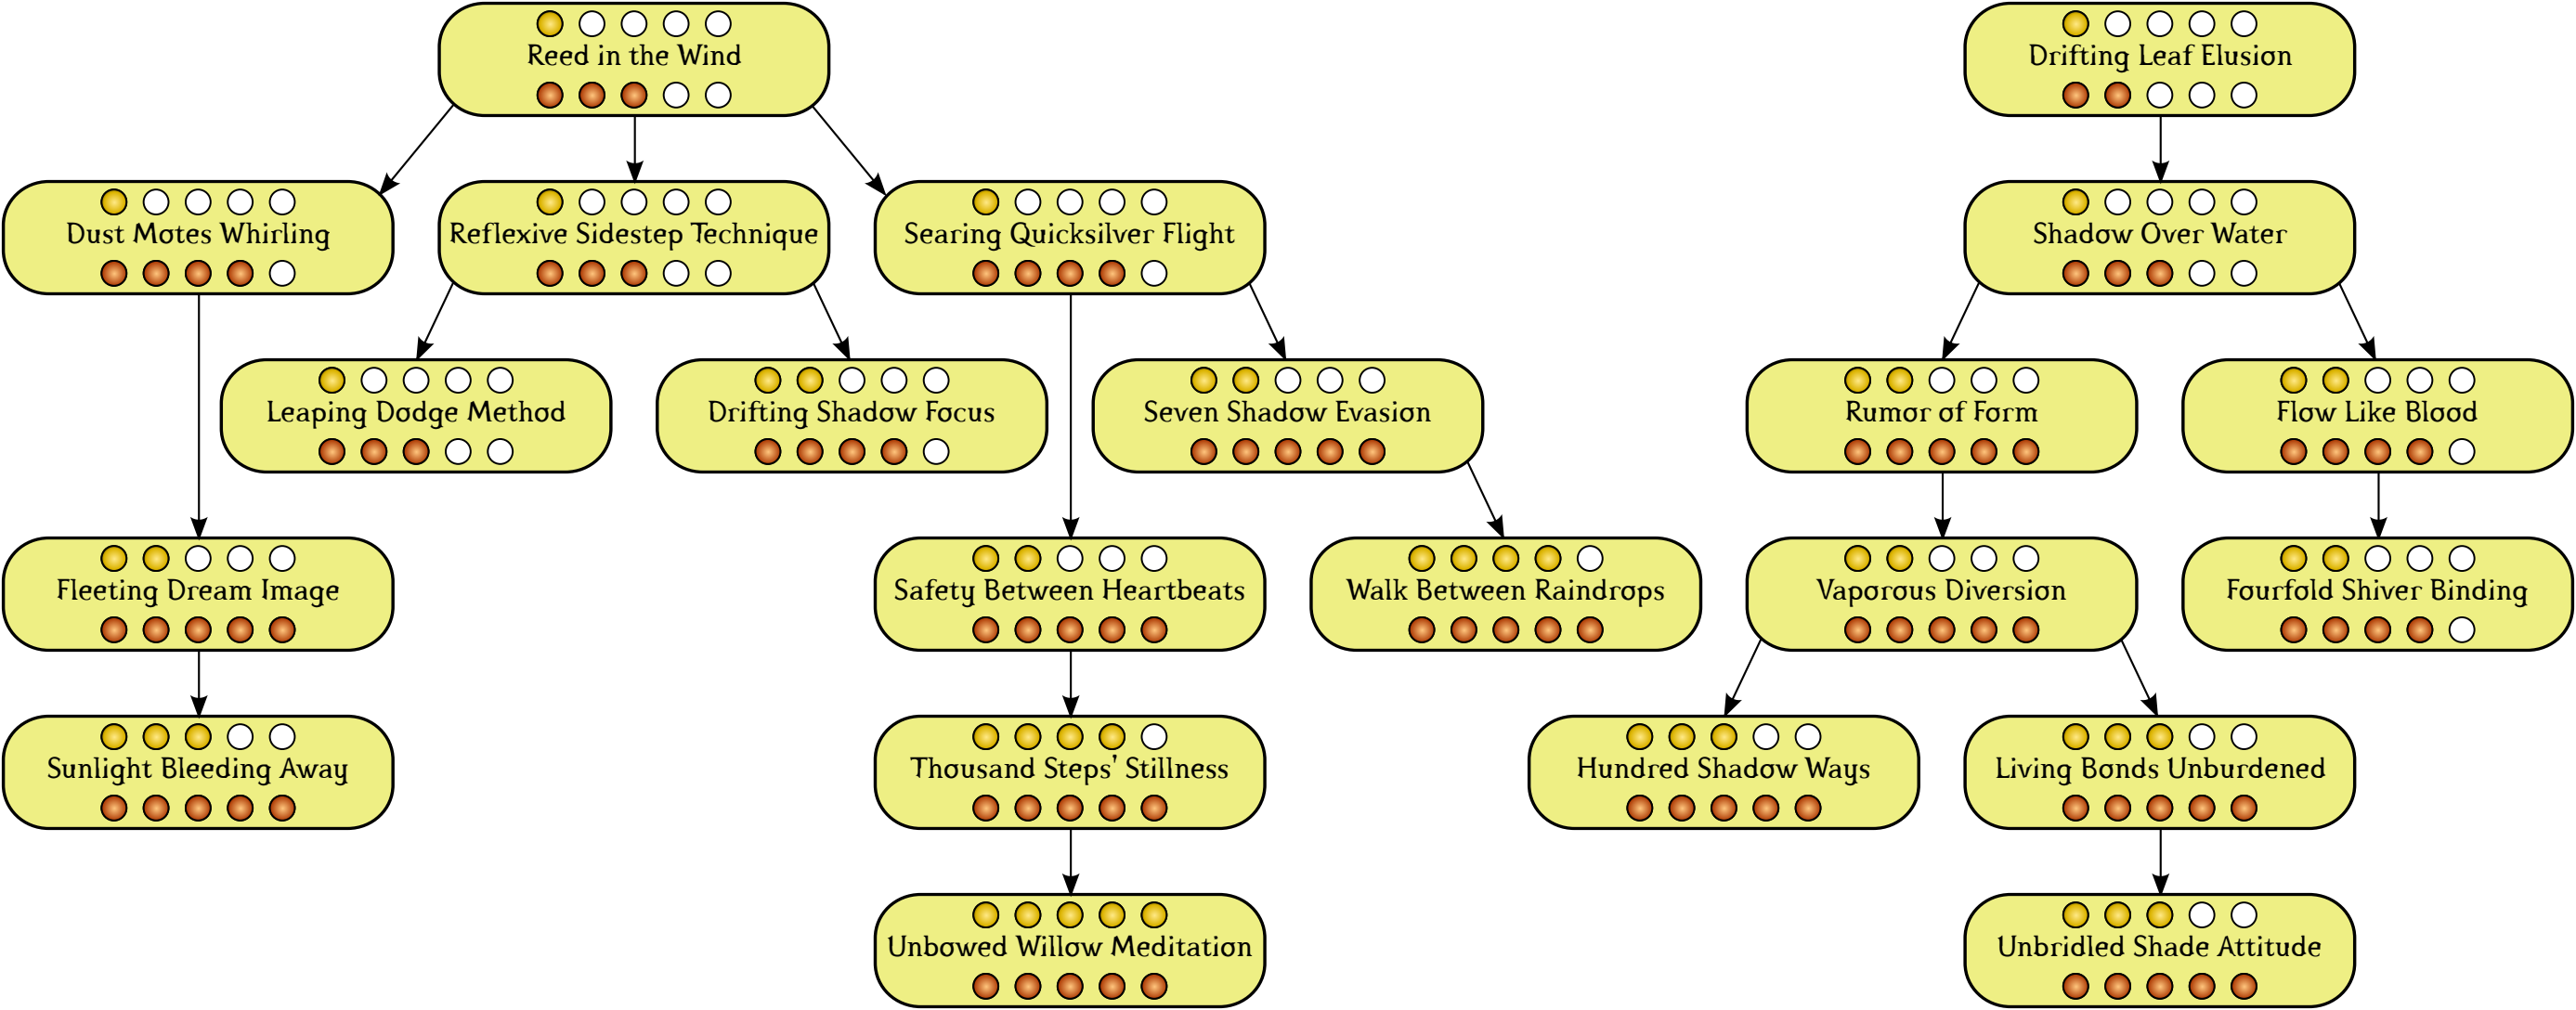 Reed in the Wind
Drifting Leaf Elusion
Dust Motes Whirling
Reflexive Sidestep Technique
Searing Quicksilver Flight
Shadow Over Water
Leaping Dodge Method
Drifting Shadow Focus
Seven Shadow Evasion
Rumor of Form
Flow Like Blood
Fleeting Dream Image
Safety Between Heartbeats
Walk Between Raindrops
Vaporous Diversion
Fourfold Shiver Binding
Sunlight Bleeding Away
Thousand Steps' Stillness
Hundred Shadow Ways
Living Bonds Unburdened
Unbowed Willow Meditation
Unbridled Shade Attitude